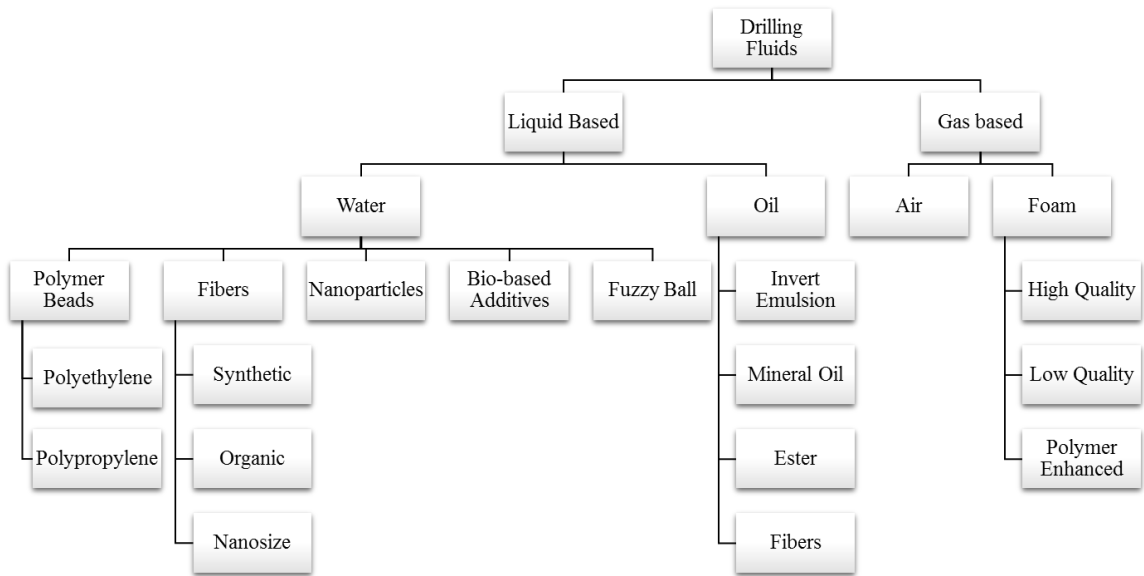 Drilling
Fluids
Liquid Based
Gas based
Water
Oil
Air
Foam
Polymer
Beads
Fibers
Nanoparticles
Bio-based
Additives
Fuzzy Ball
Invert
Emulsion
High Quality
Polyethylene
Synthetic
Mineral Oil
Low Quality
Polypropylene
Organic
Ester
Polymer
Enhanced
Nanosize
Fibers